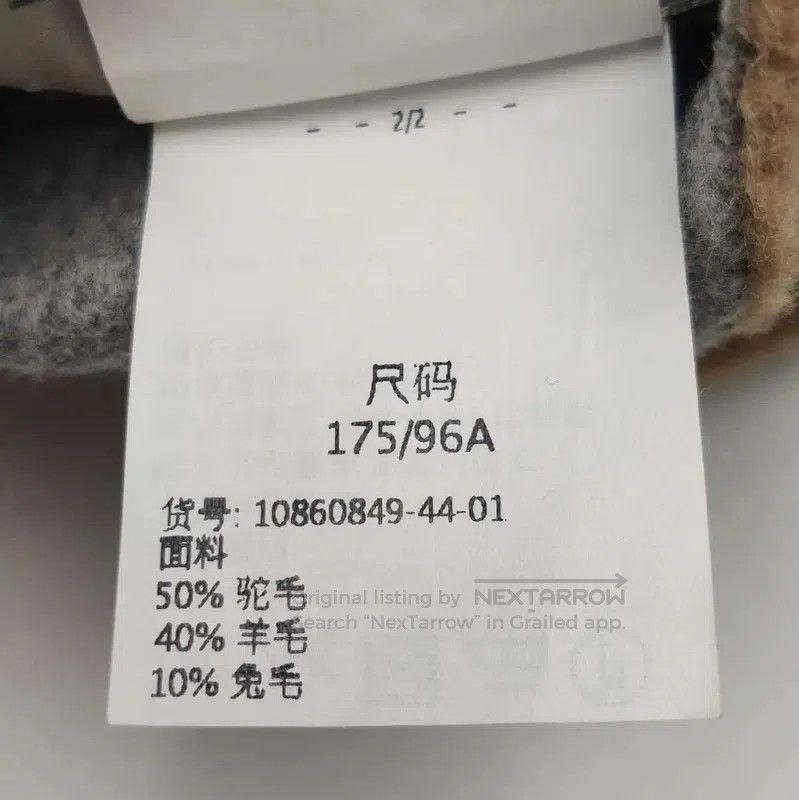 - - 2/2 - -
尺码
175/96A
货号: 10860849-44-01
面料
50% 驼毛
40% 羊毛
10% 兔毛
Original listing by NEXTARROW
Search “NexTarrow” in Grailed app.